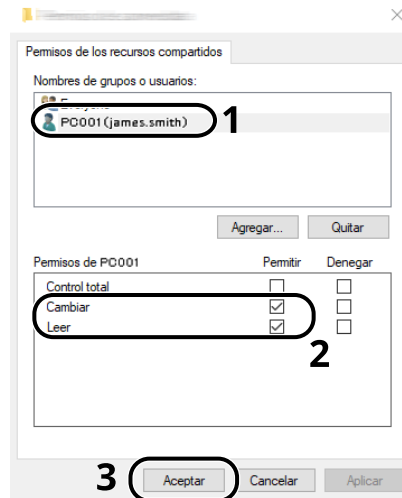 Permisos de los recursos compartidos
Nombres de grupos o usuarios:
PC001 (james.smith)
1
Agregar...
Quitar
Permisos de PC001
Permitir
Denegar
Control total
Cambiar
Leer
2
3
Aceptar
Cancelar
Aplicar